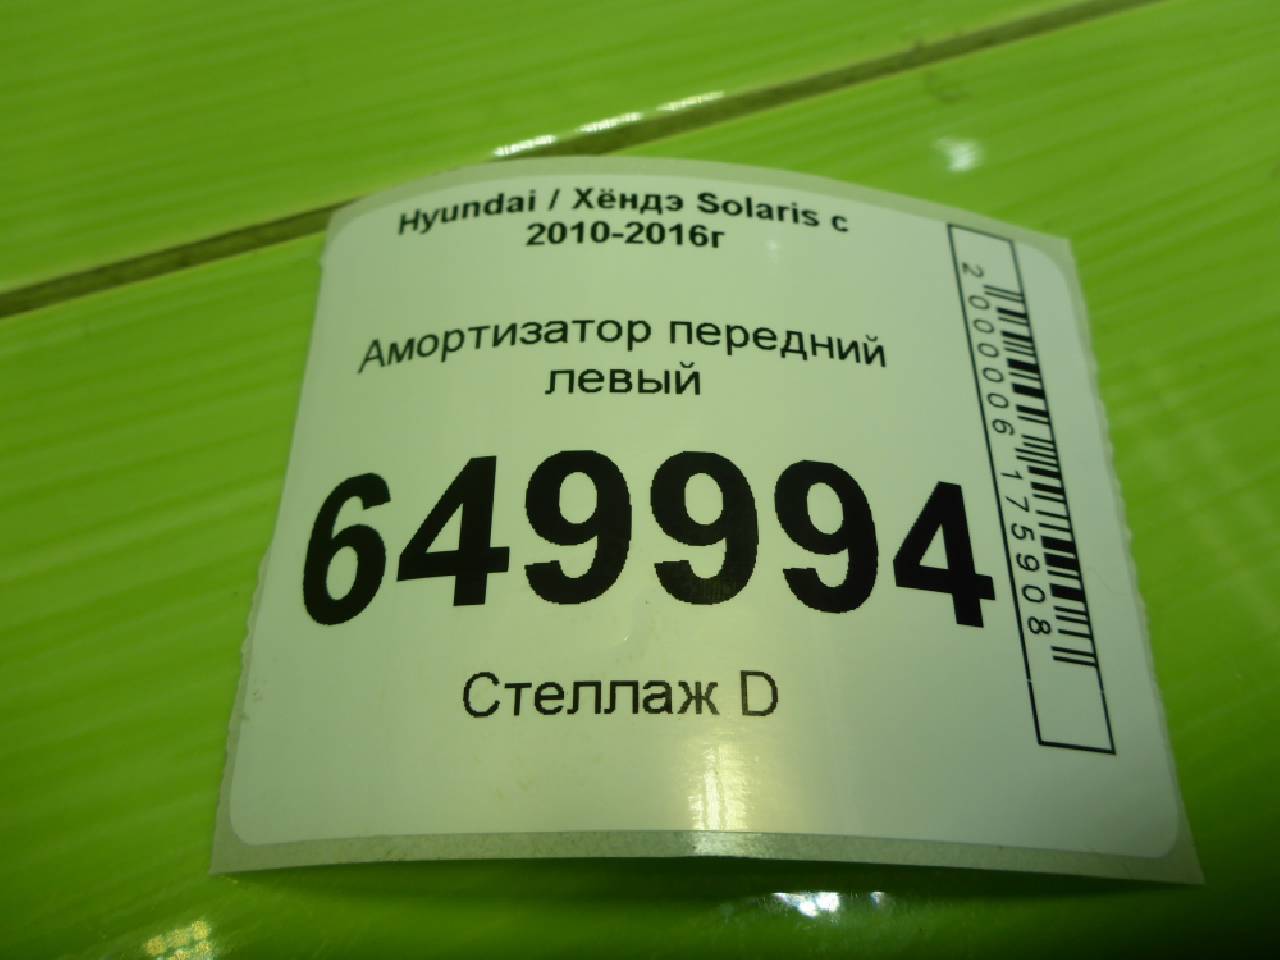 Hyundai / Хёндэ Solaris с
2010-2016г
Амортизатор передний
левый
649994
Стеллаж D
2000006175908